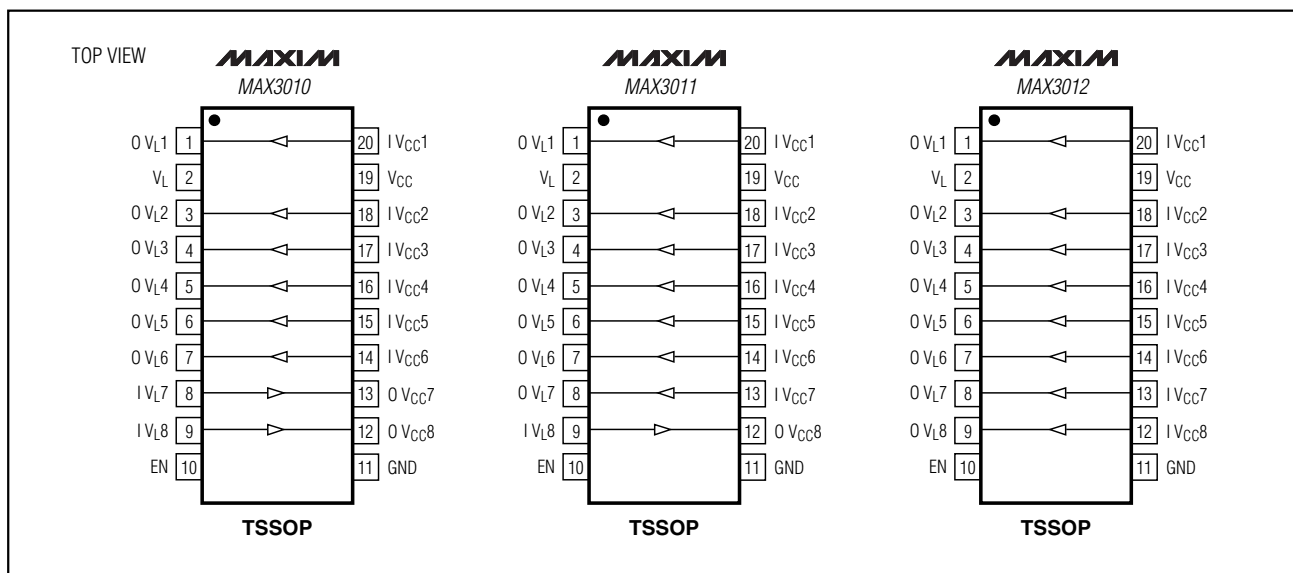 TOP VIEW
MAXIM
MAX3010
O VL1 1 20 I VCC1
VL 2 19 VCC
O VL2 3 18 I VCC2
O VL3 4 17 I VCC3
O VL4 5 16 I VCC4
O VL5 6 15 I VCC5
O VL6 7 14 I VCC6
I VL7 8 13 O VCC7
I VL8 9 12 O VCC8
EN 10 11 GND
TSSOP
MAXIM
MAX3011
O VL1 1 20 I VCC1
VL 2 19 VCC
O VL2 3 18 I VCC2
O VL3 4 17 I VCC3
O VL4 5 16 I VCC4
O VL5 6 15 I VCC5
O VL6 7 14 I VCC6
O VL7 8 13 I VCC7
I VL8 9 12 O VCC8
EN 10 11 GND
TSSOP
MAXIM
MAX3012
O VL1 1 20 I VCC1
VL 2 19 VCC
O VL2 3 18 I VCC2
O VL3 4 17 I VCC3
O VL4 5 16 I VCC4
O VL5 6 15 I VCC5
O VL6 7 14 I VCC6
O VL7 8 13 I VCC7
O VL8 9 12 I VCC8
EN 10 11 GND
TSSOP